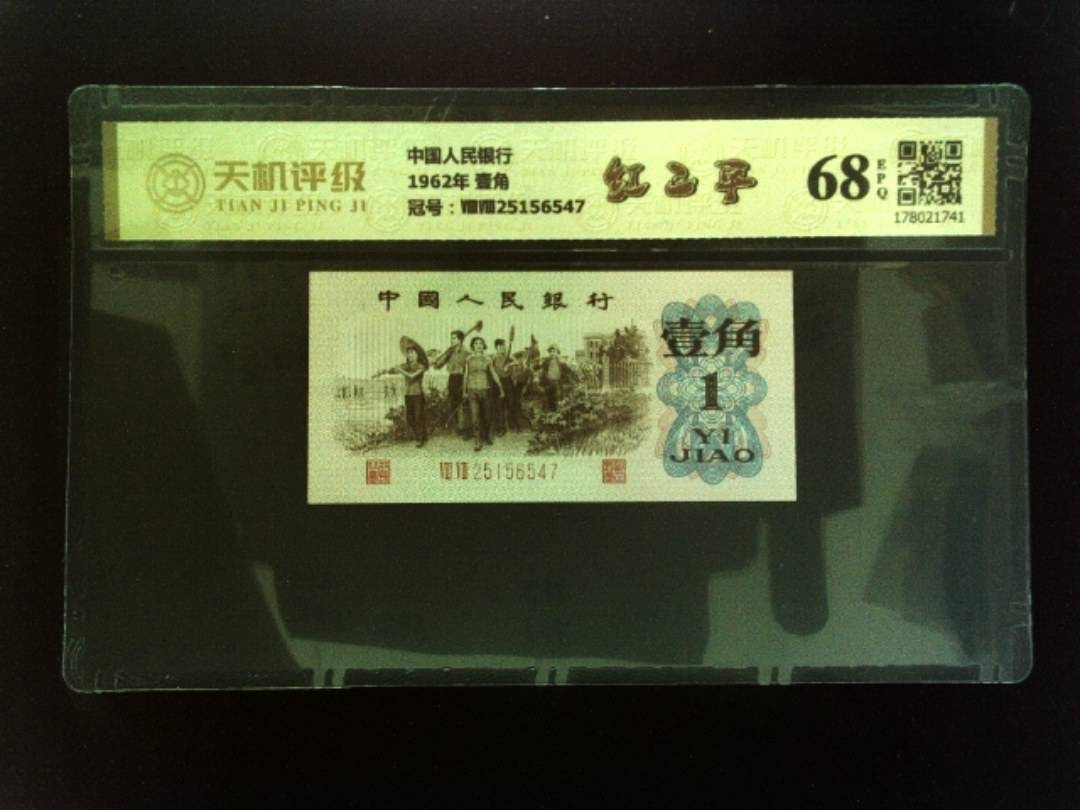 天机评级
TIAN JI PING JI
中国人民银行
1962年 壹角
冠号：ⅦⅧ25156547
红三平
68
EPQ
178021741
中國人民銀行
壹角
1
YI
JIAO
ⅦⅧ25156547